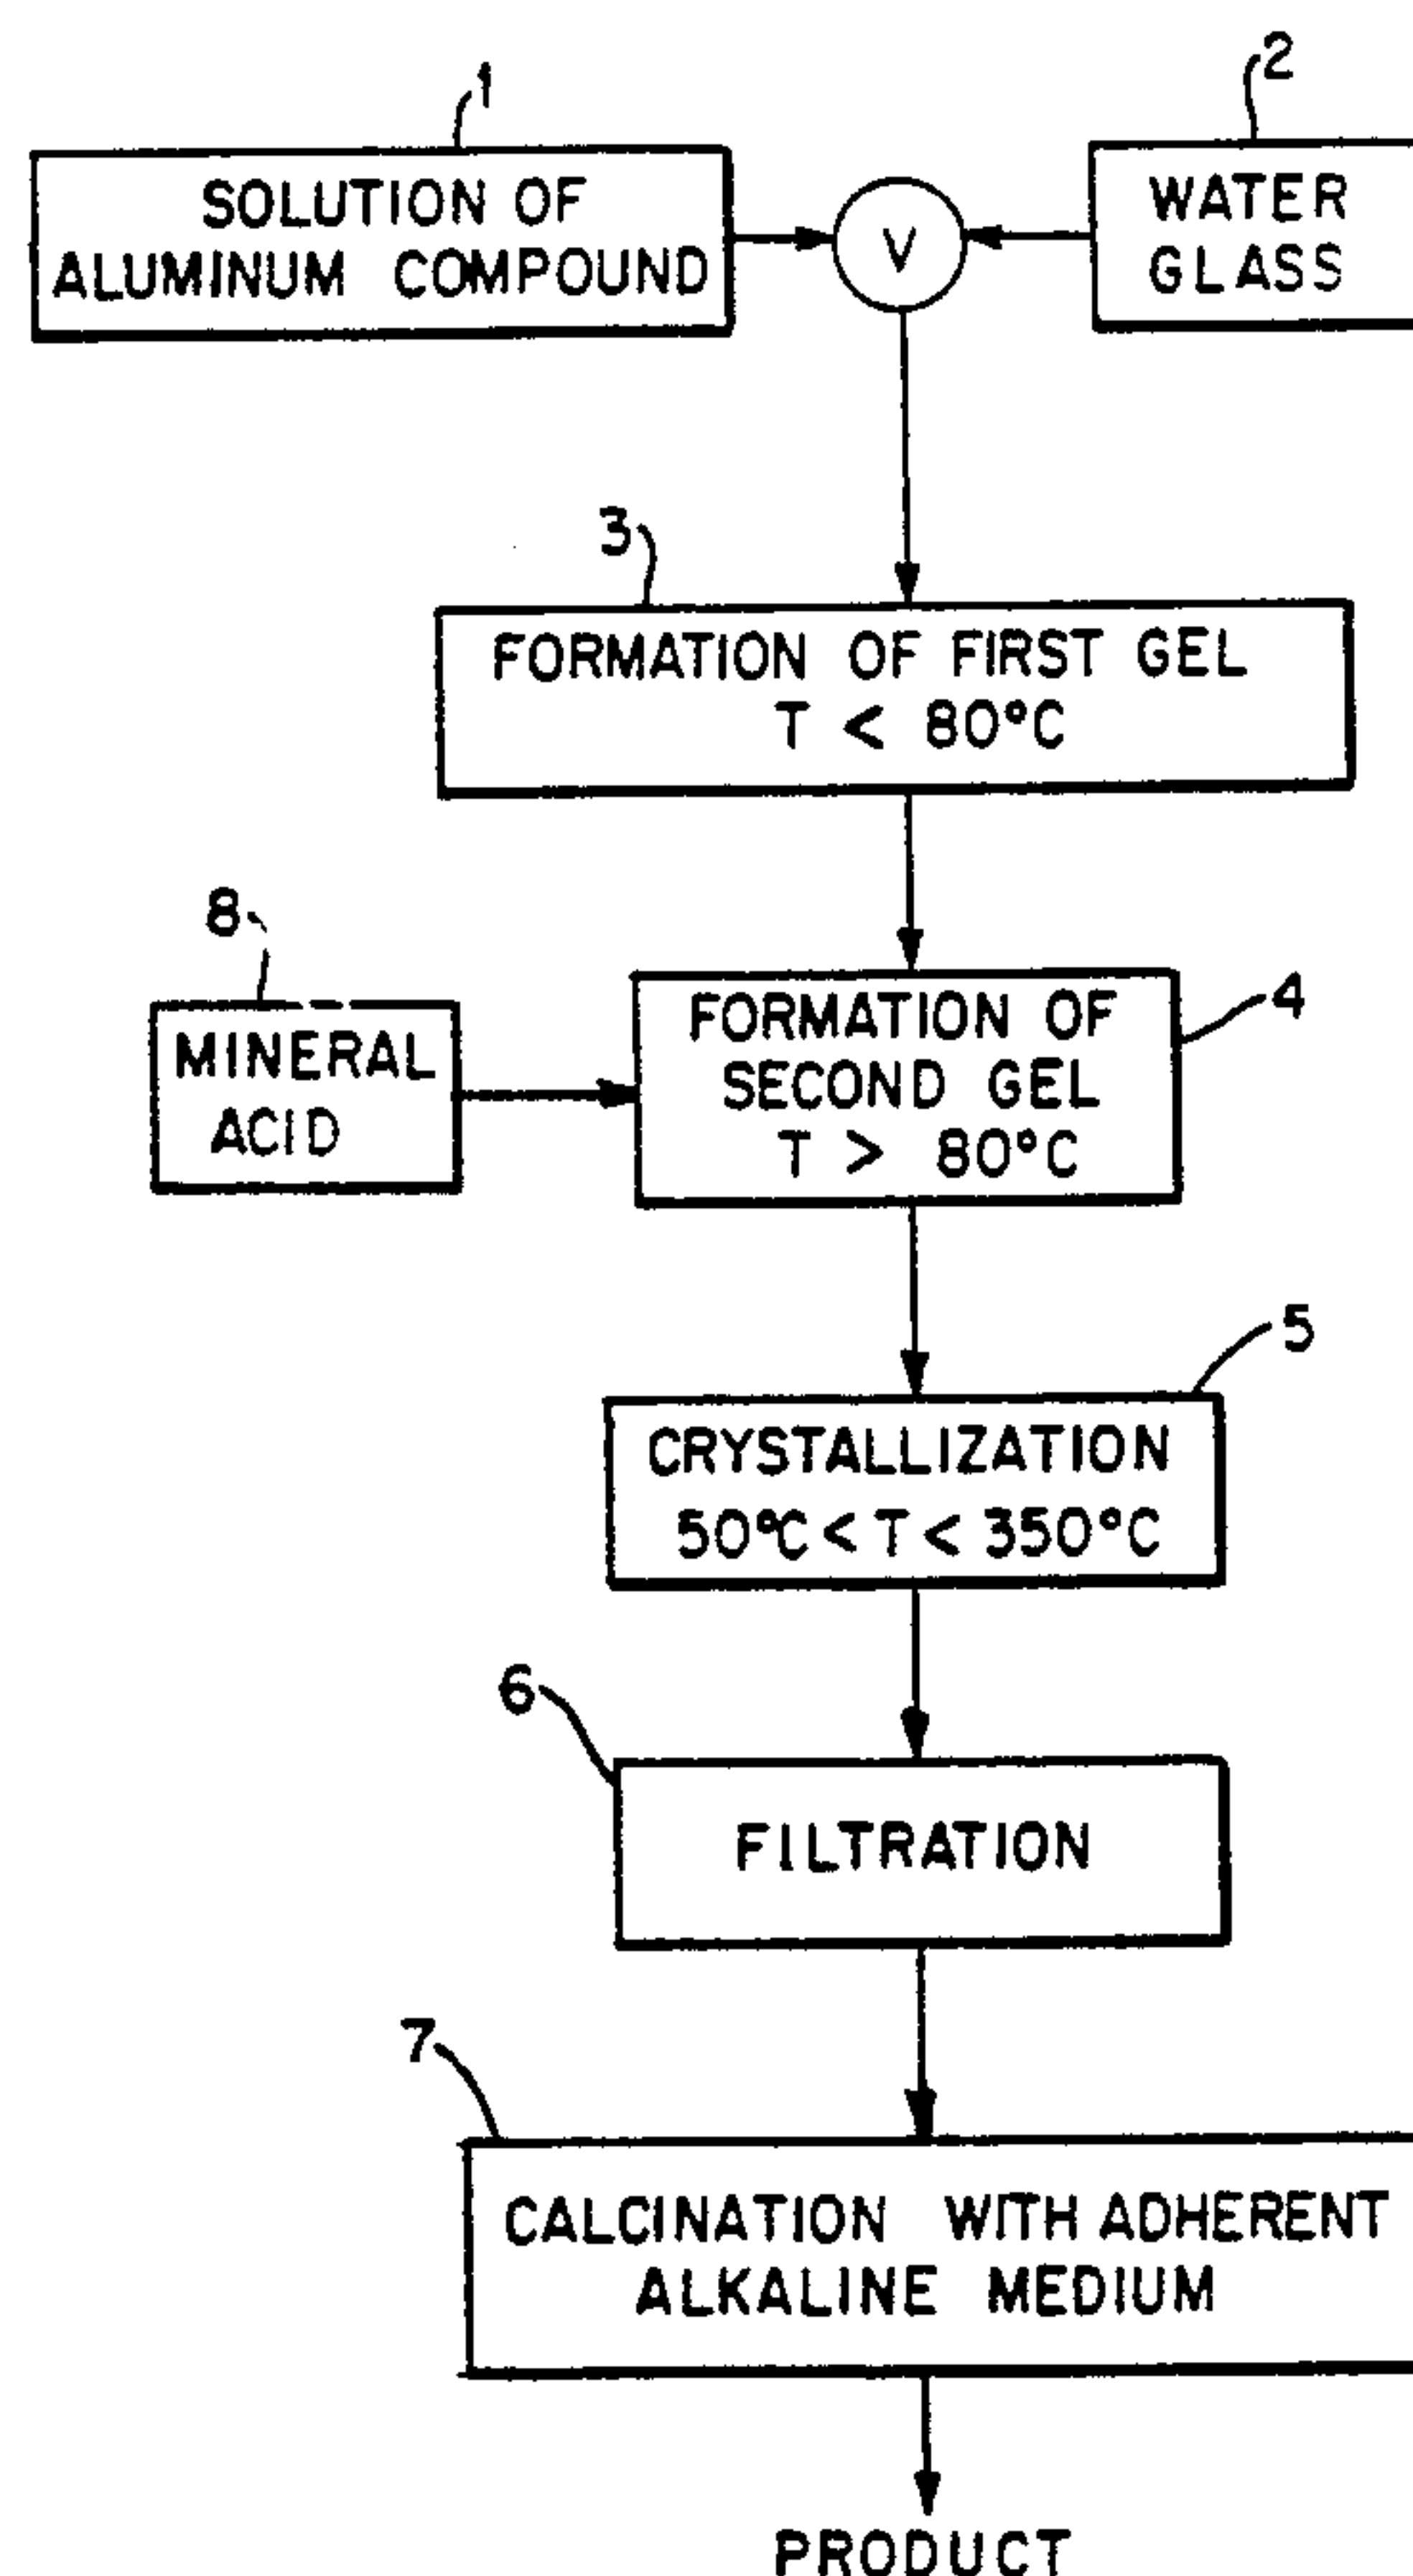 1
2
SOLUTION OF
ALUMINUM COMPOUND
V
WATER
GLASS
3
FORMATION OF FIRST GEL
T < 80°C
8
MINERAL
ACID
4
FORMATION OF
SECOND GEL
T > 80°C
5
CRYSTALLIZATION
50°C < T < 350°C
6
FILTRATION
7
CALCINATION WITH ADHERENT
ALKALINE MEDIUM
PRODUCT